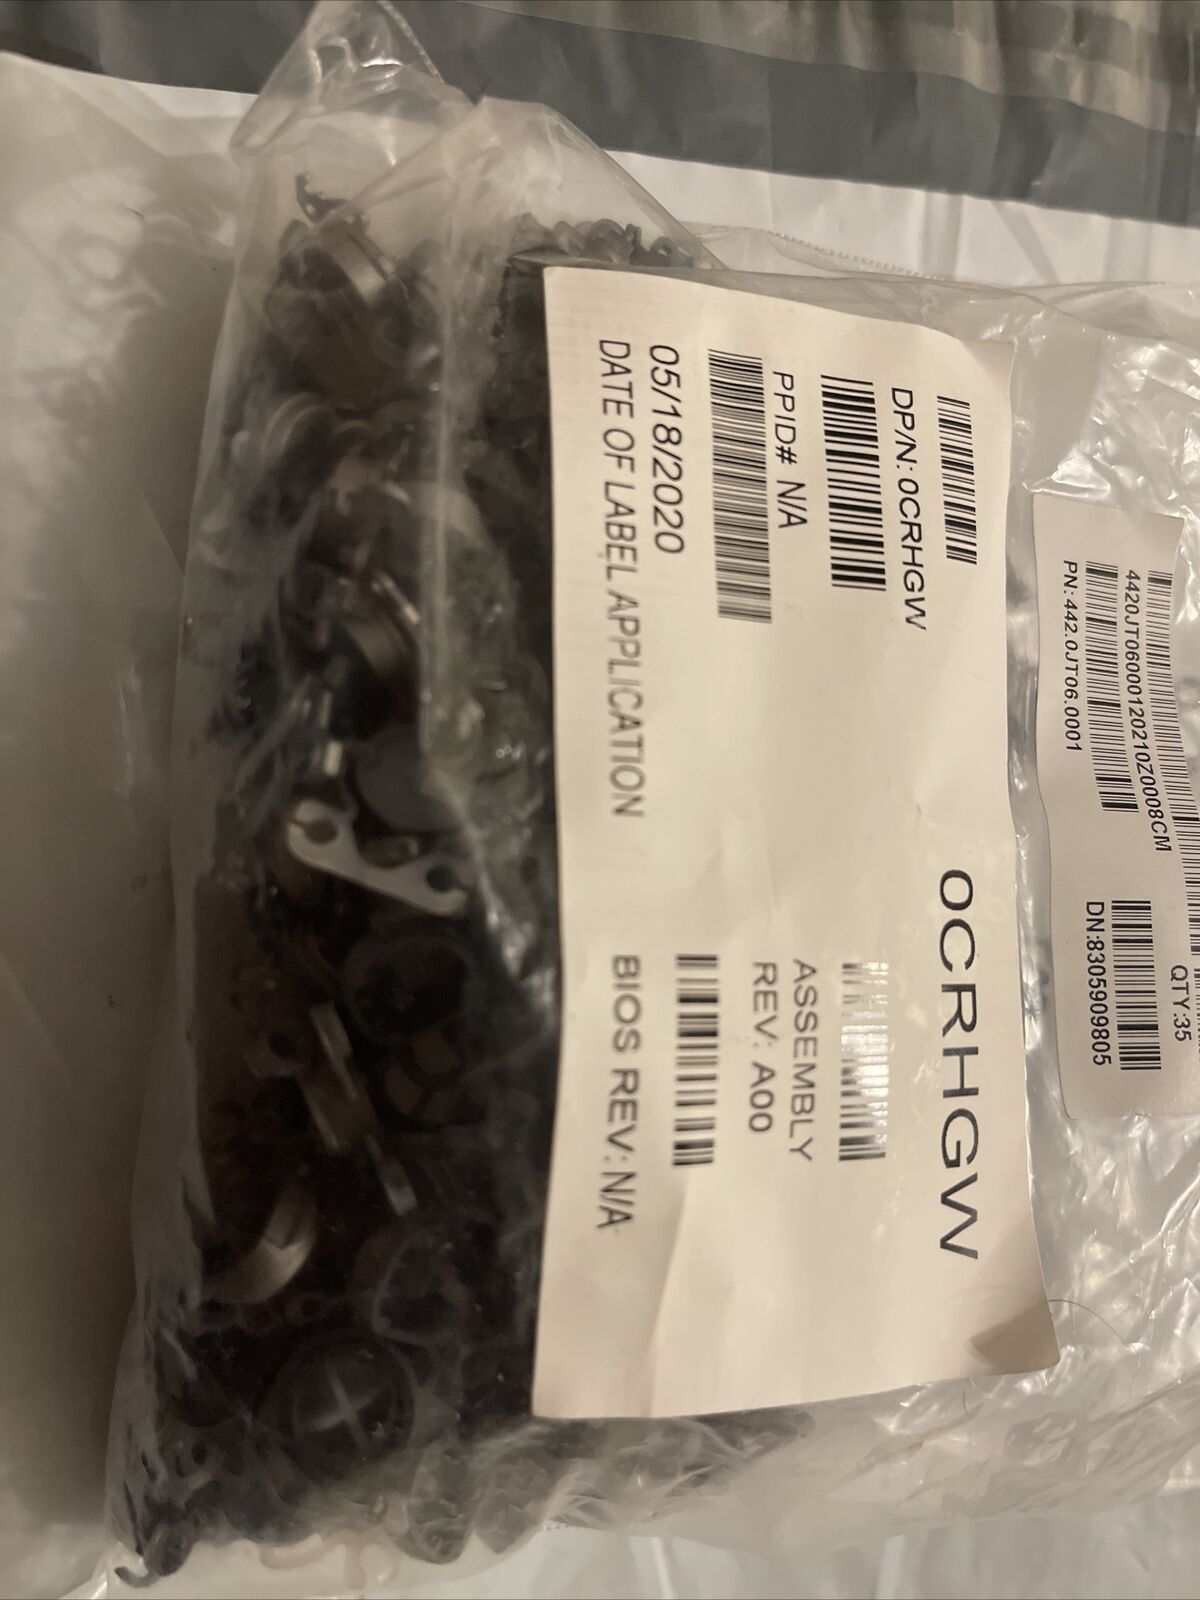 4420JT06000120210Z0008CM
QTY:35
PN:442.0JT06.0001
DN:8305909805
0CRHGW
DP/N: 0CRHGW
ASSEMBLY
REV: A00
PPID# N/A
05/18/2020
BIOS REV: N/A
DATE OF LABEL APPLICATION